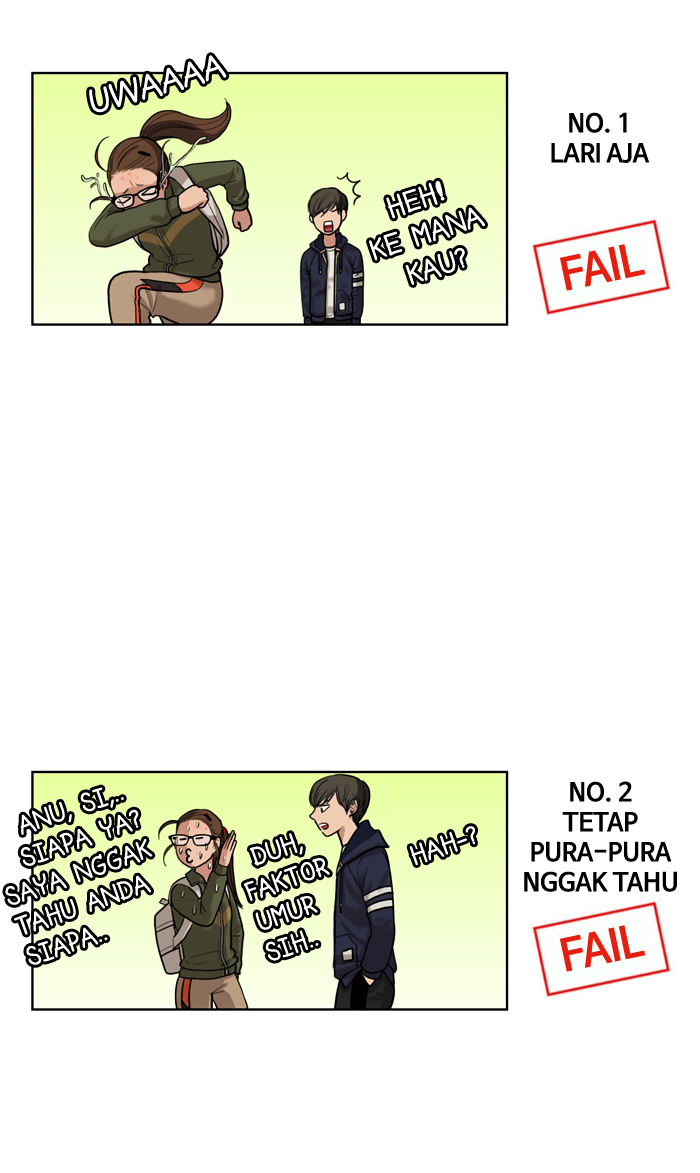 UWAAAA
HEH!
KE MANA
KAU?
NO. 1
LARI AJA
FAIL
ANU, SI,..
SIAPA YA?
SAYA NGGAK
TAHU ANDA
SIAPA..
DUH,
FAKTOR
UMUR
SIH..
HAH-?
NO. 2
TETAP
PURA-PURA
NGGAK TAHU
FAIL